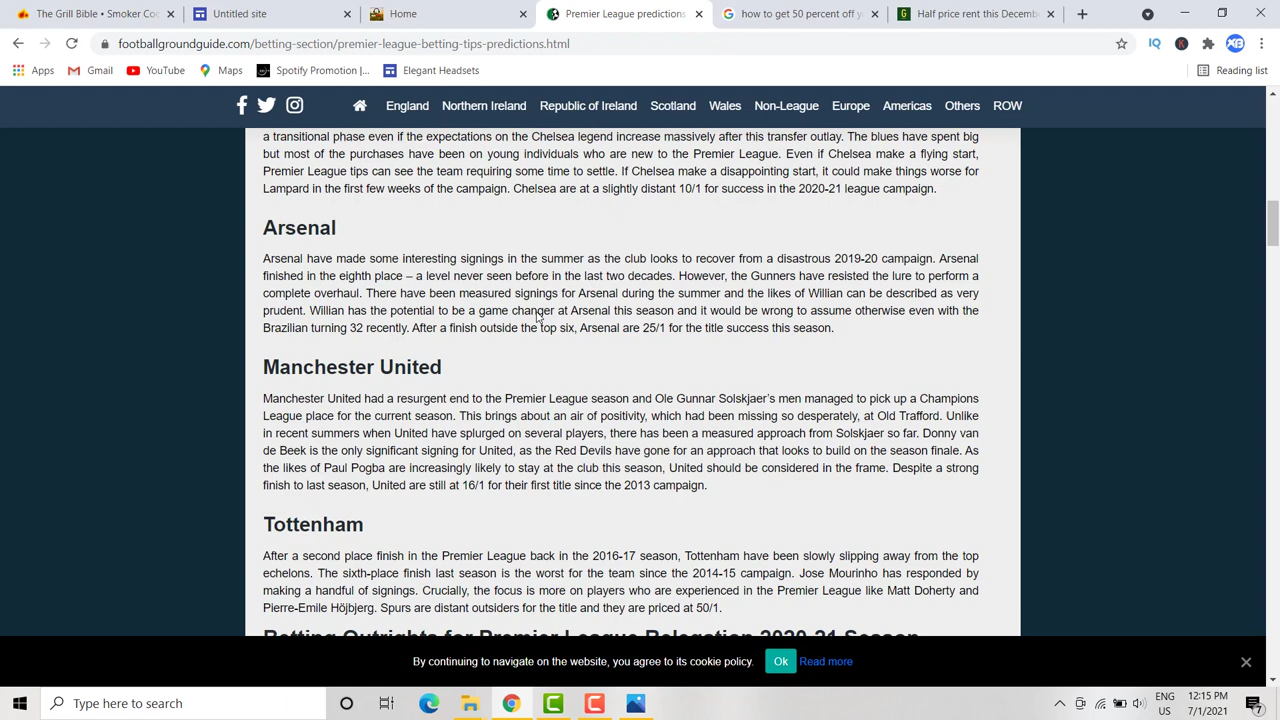 The Grill Bible • Smoker Coo
Untitled site
Home
Premier League predictions
how to get 50 percent off yo
Half price rent this Decembe
footballgroundguide.com/betting-section/premier-league-betting-tips-predictions.html
Apps
Gmail
YouTube
Maps
Spotify Promotion |...
Elegant Headsets
Reading list
England Northern Ireland Republic of Ireland Scotland Wales Non-League Europe Americas Others ROW
a transitional phase even if the expectations on the Chelsea legend increase massively after this transfer outlay. The blues have spent big
but most of the purchases have been on young individuals who are new to the Premier League. Even if Chelsea make a flying start,
Premier League tips can see the team requiring some time to settle. If Chelsea make a disappointing start, it could make things worse for
Lampard in the first few weeks of the campaign. Chelsea are at a slightly distant 10/1 for success in the 2020-21 league campaign.
Arsenal
Arsenal have made some interesting signings in the summer as the club looks to recover from a disastrous 2019-20 campaign. Arsenal
finished in the eighth place – a level never seen before in the last two decades. However, the Gunners have resisted the lure to perform a
complete overhaul. There have been measured signings for Arsenal during the summer and the likes of Willian can be described as very
prudent. Willian has the potential to be a game changer at Arsenal this season and it would be wrong to assume otherwise even with the
Brazilian turning 32 recently. After a finish outside the top six, Arsenal are 25/1 for the title success this season.
Manchester United
Manchester United had a resurgent end to the Premier League season and Ole Gunnar Solskjaer's men managed to pick up a Champions
League place for the current season. This brings about an air of positivity, which had been missing so desperately, at Old Trafford. Unlike
in recent summers when United have splurged on several players, there has been a measured approach from Solskjaer so far. Donny van
de Beek is the only significant signing for United, as the Red Devils have gone for an approach that looks to build on the season finale. As
the likes of Paul Pogba are increasingly likely to stay at the club this season, United should be considered in the frame. Despite a strong
finish to last season, United are still at 16/1 for their first title since the 2013 campaign.
Tottenham
After a second place finish in the Premier League back in the 2016-17 season, Tottenham have been slowly slipping away from the top
echelons. The sixth-place finish last season is the worst for the team since the 2014-15 campaign. Jose Mourinho has responded by
making a handful of signings. Crucially, the focus is more on players who are experienced in the Premier League like Matt Doherty and
Pierre-Emile Höjbjerg. Spurs are distant outsiders for the title and they are priced at 50/1.
Betting Outrights for Premier League Relegation 2020-21 Season
By continuing to navigate on the website, you agree to its cookie policy. Ok Read more
Type here to search
ENG
US
12:15 PM
7/1/2021
7